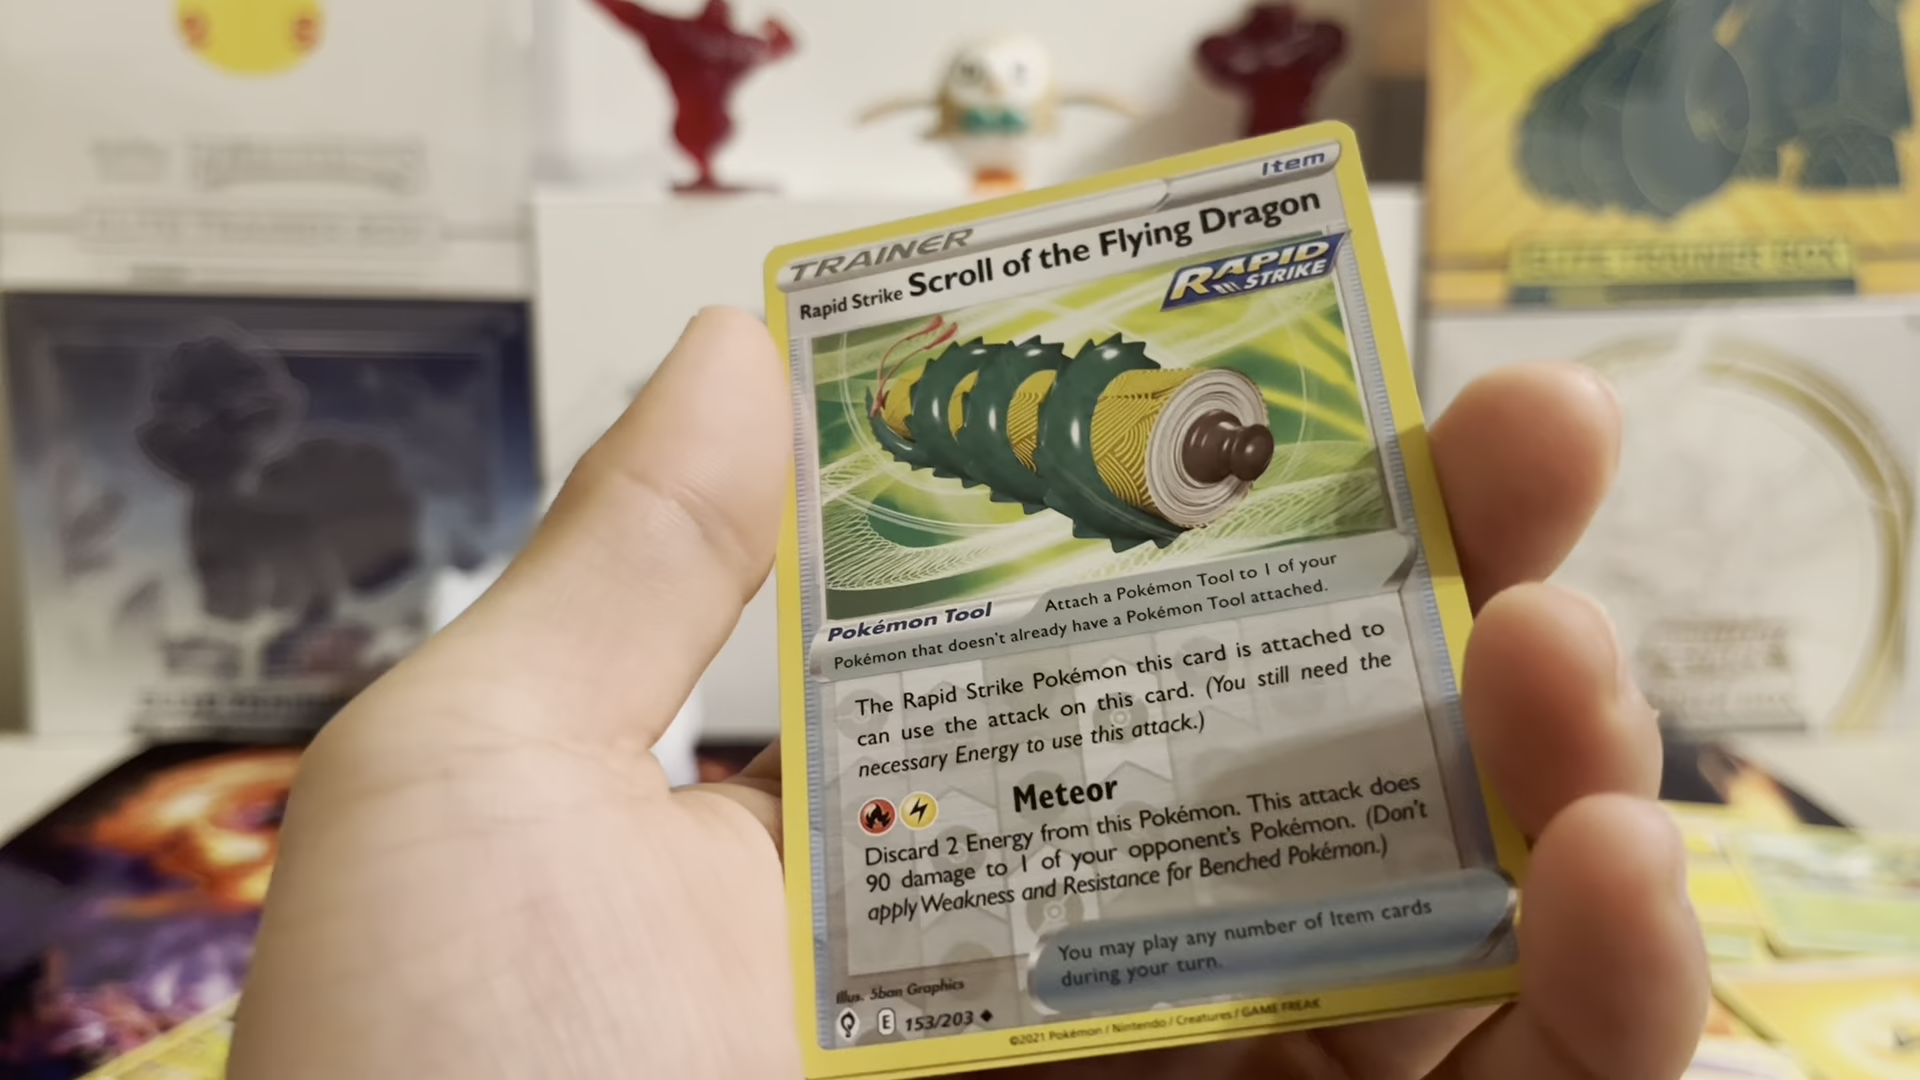 Item
TRAINER
Rapid Strike Scroll of the Flying Dragon
RAPID
STRIKE
Pokémon Tool
Attach a Pokémon Tool to 1 of your
Pokémon that doesn't already have a Pokémon Tool attached.
The Rapid Strike Pokémon this card is attached to
can use the attack on this card. (You still need the
necessary Energy to use this attack.)
Meteor
Discard 2 Energy from this Pokémon. This attack does
90 damage to 1 of your opponent's Pokémon. (Don't
apply Weakness and Resistance for Benched Pokémon.)
You may play any number of Item cards
during your turn.
Illus. 5ban Graphics
E 153/203
©2021 Pokémon / Nintendo / Creatures / GAME FREAK
ELITE TRAINER BOX